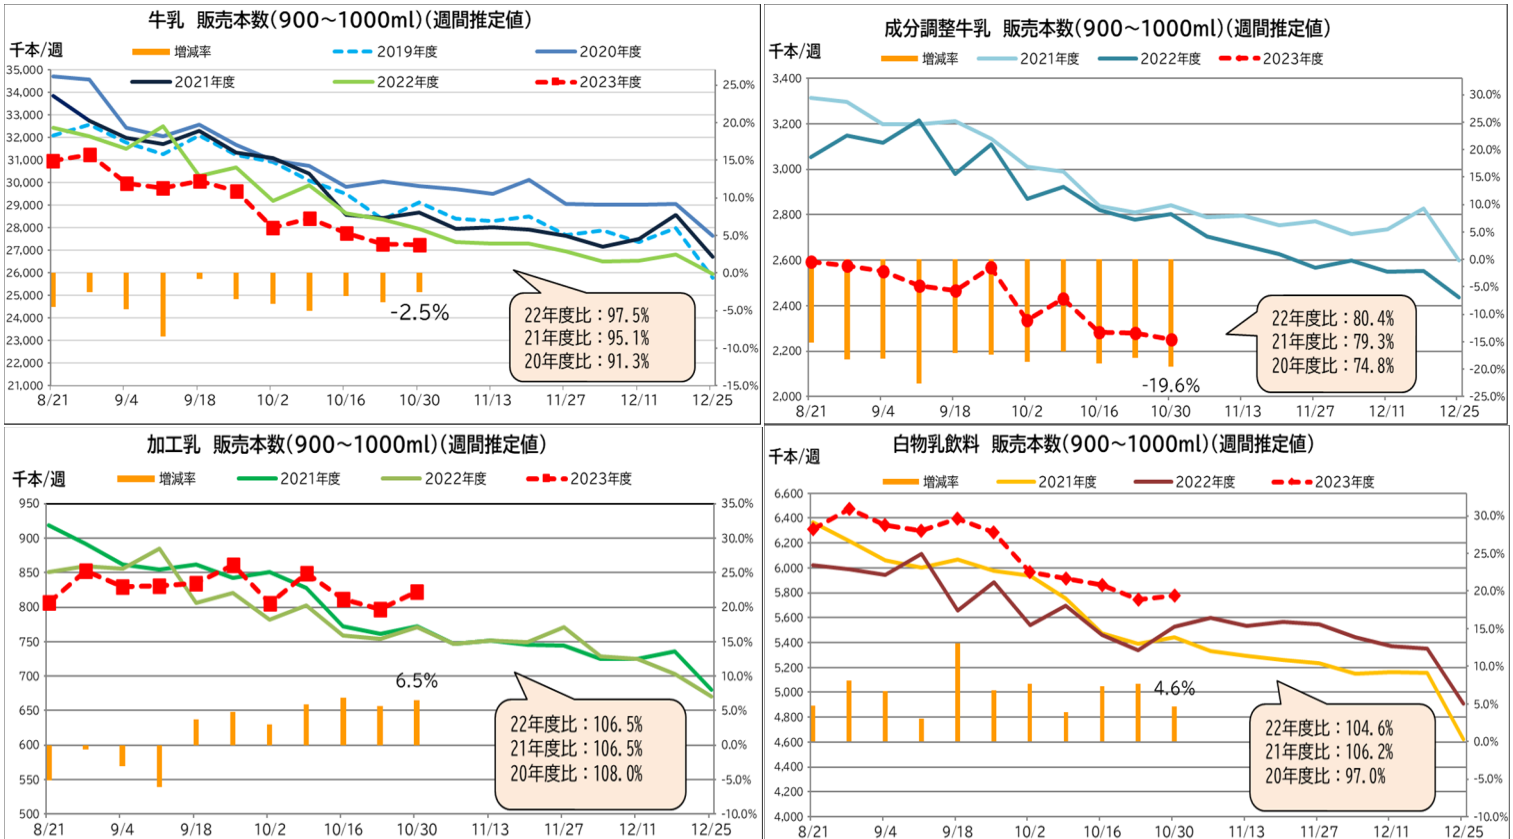 牛乳 販売本数(900～1000ml)(週間推定値)
千本/週
増減率
2019年度
2020年度
2021年度
2022年度
2023年度
35,000
34,000
33,000
32,000
31,000
30,000
29,000
28,000
27,000
26,000
25,000
24,000
23,000
22,000
21,000
25.0%
20.0%
15.0%
10.0%
5.0%
0.0%
-5.0%
-10.0%
-15.0%
-2.5%
22年度比：97.5%
21年度比：95.1%
20年度比：91.3%
8/21 9/4 9/18 10/2 10/16 10/30 11/13 11/27 12/11 12/25
成分調整牛乳 販売本数(900～1000ml)(週間推定値)
千本/週
増減率
2021年度
2022年度
2023年度
3,400
3,200
3,000
2,800
2,600
2,400
2,200
2,000
30.0%
25.0%
20.0%
15.0%
10.0%
5.0%
0.0%
-5.0%
-10.0%
-15.0%
-20.0%
-25.0%
-19.6%
22年度比：80.4%
21年度比：79.3%
20年度比：74.8%
8/21 9/4 9/18 10/2 10/16 10/30 11/13 11/27 12/11 12/25
加工乳 販売本数(900～1000ml)(週間推定値)
千本/週
増減率
2021年度
2022年度
2023年度
950
900
850
800
750
700
650
600
550
500
35.0%
30.0%
25.0%
20.0%
15.0%
10.0%
5.0%
0.0%
-5.0%
-10.0%
6.5%
22年度比：106.5%
21年度比：106.5%
20年度比：108.0%
8/21 9/4 9/18 10/2 10/16 10/30 11/13 11/27 12/11 12/25
白物乳飲料 販売本数(900～1000ml)(週間推定値)
千本/週
増減率
2021年度
2022年度
2023年度
6,600
6,400
6,200
6,000
5,800
5,600
5,400
5,200
5,000
4,800
4,600
4,400
4,200
4,000
30.0%
25.0%
20.0%
15.0%
10.0%
5.0%
0.0%
-5.0%
-10.0%
4.6%
22年度比：104.6%
21年度比：106.2%
20年度比：97.0%
8/21 9/4 9/18 10/2 10/16 10/30 11/13 11/27 12/11 12/25